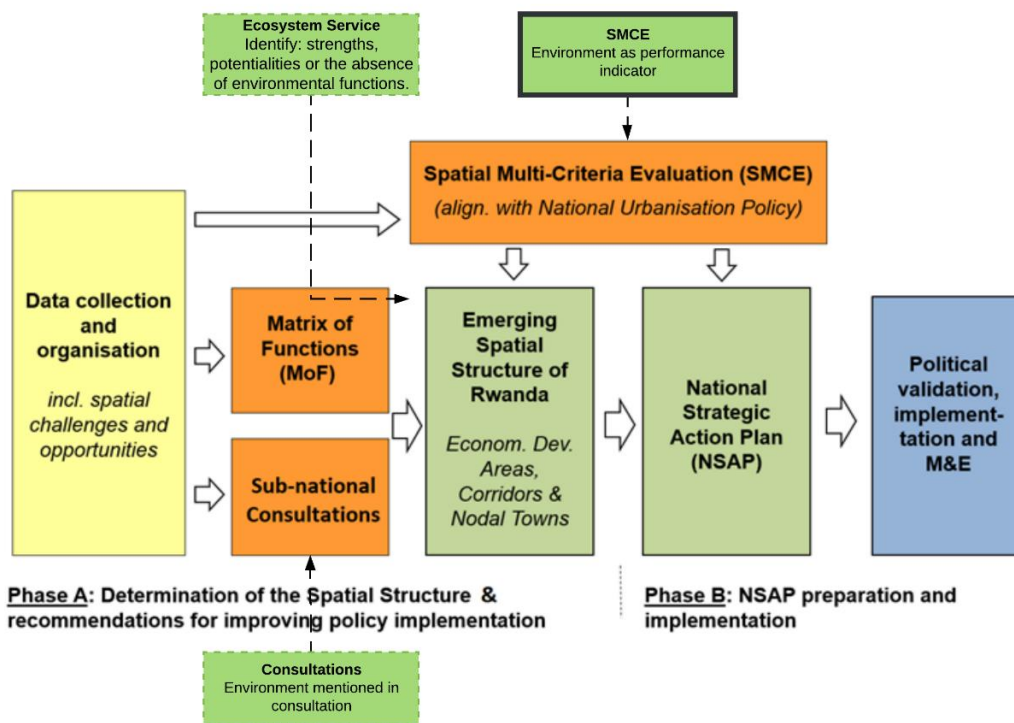 Ecosystem Service
Identify: strengths,
potentialities or the absence
of environmental functions.
SMCE
Environment as performance
indicator
Spatial Multi-Criteria Evaluation (SMCE)
(align. with National Urbanisation Policy)
Data collection
and
organisation
incl. spatial
challenges and
opportunities
Matrix of
Functions
(MoF)
Sub-national
Consultations
Emerging
Spatial
Structure of
Rwanda
Econom. Dev.
Areas,
Corridors &
Nodal Towns
National
Strategic
Action Plan
(NSAP)
Political
validation,
implemen-
tation and
M&E
Phase A: Determination of the Spatial Structure &
recommendations for improving policy implementation
Phase B: NSAP preparation and
implementation
Consultations
Environment mentioned in
consultation